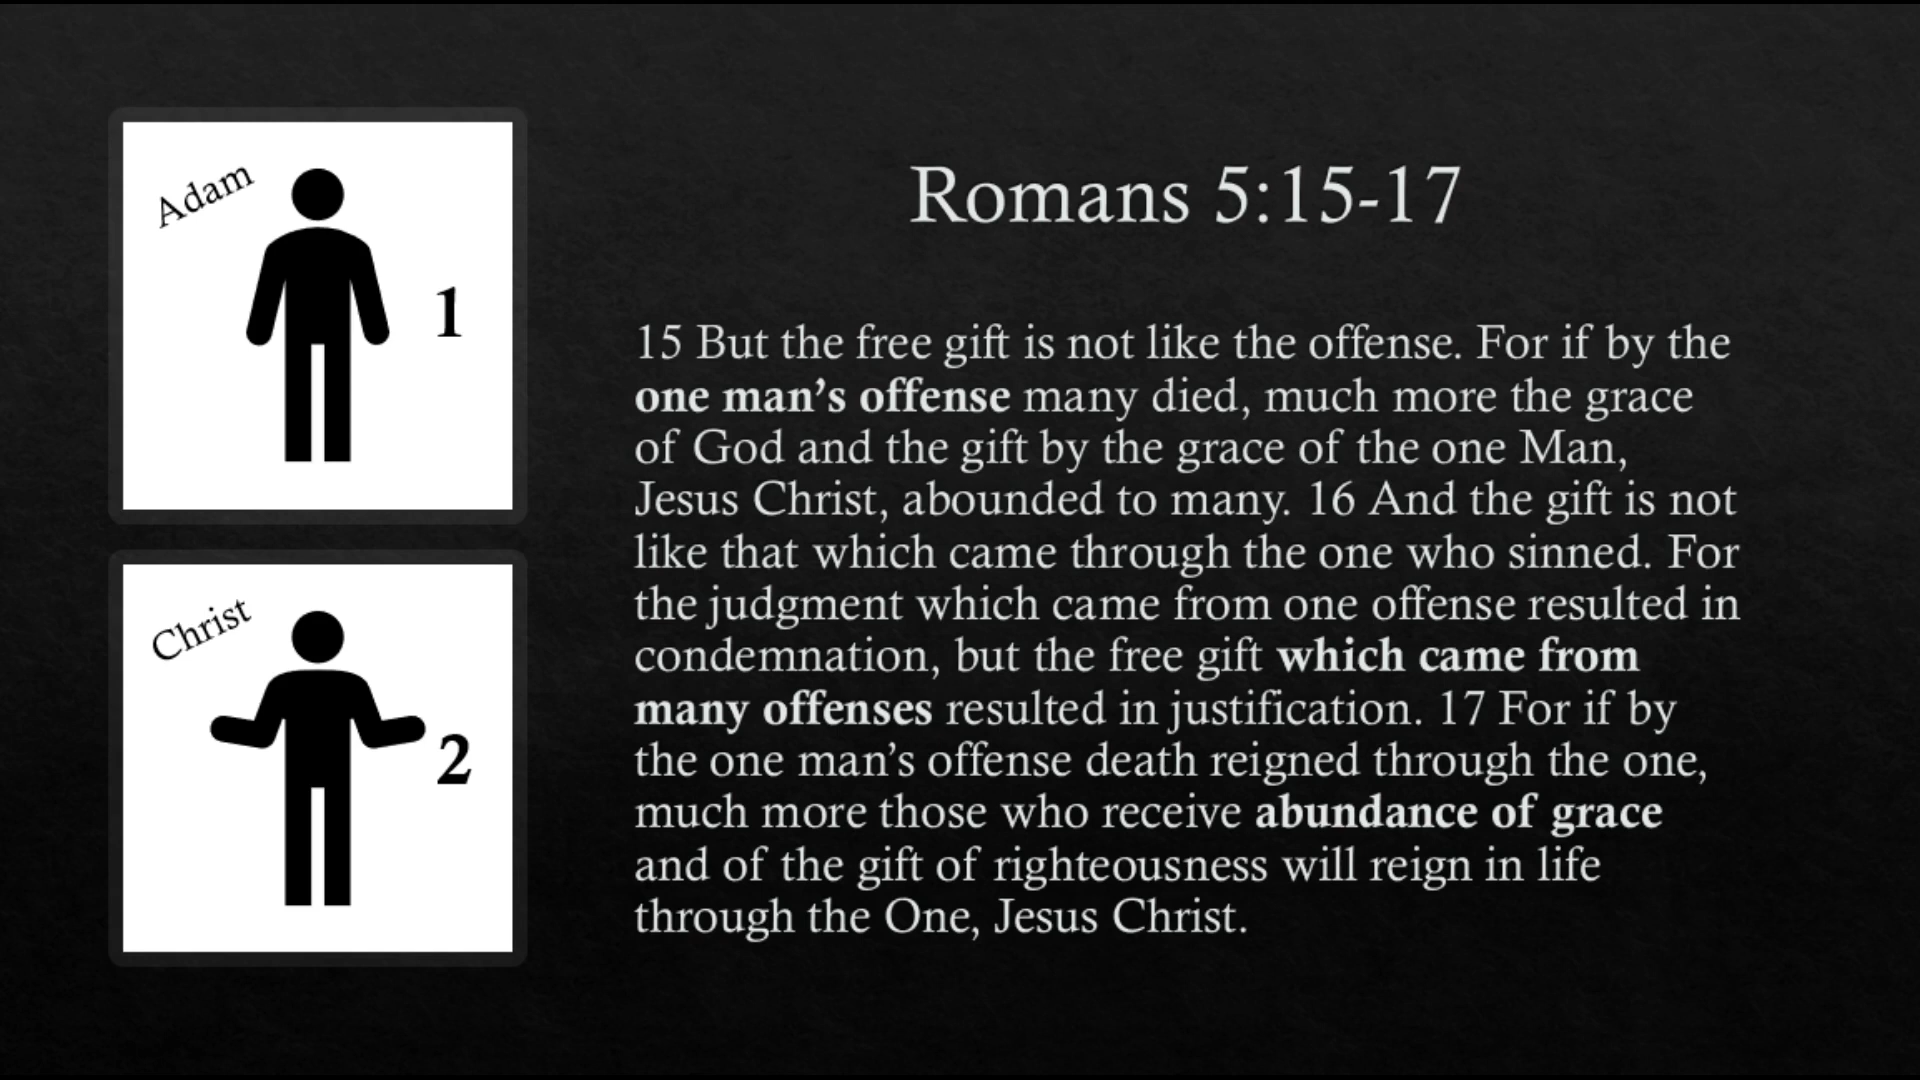 Adam
1
Christ
2
Romans 5:15-17
15 But the free gift is not like the offense. For if by the
one man’s offense many died, much more the grace
of God and the gift by the grace of the one Man,
Jesus Christ, abounded to many. 16 And the gift is not
like that which came through the one who sinned. For
the judgment which came from one offense resulted in
condemnation, but the free gift which came from
many offenses resulted in justification. 17 For if by
the one man’s offense death reigned through the one,
much more those who receive abundance of grace
and of the gift of righteousness will reign in life
through the One, Jesus Christ.